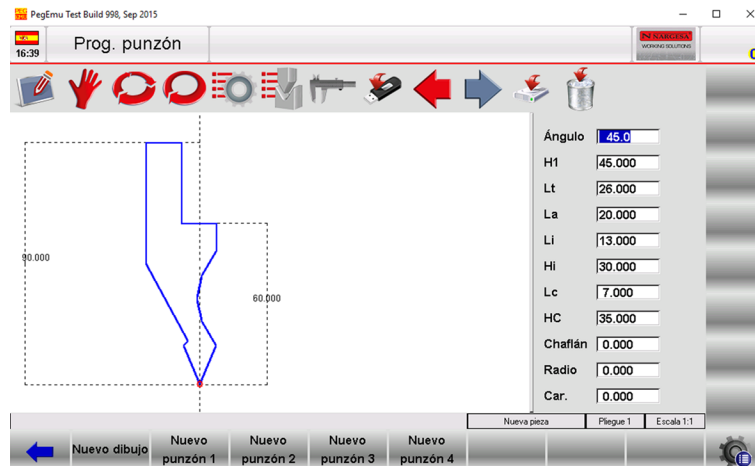 PegEmu Test Build 998, Sep 2015
16:39
Prog. punzón
NARGESA
WORKING SOLUTIONS
Ángulo 45.0
H1 45.000
Lt 26.000
La 20.000
Li 13.000
Hi 30.000
Lc 7.000
HC 35.000
Chaflán 0.000
Radio 0.000
Car. 0.000
90.000
60.000
Nueva pieza
Pliegue 1
Escala 1:1
Nuevo dibujo
Nuevo
punzón 1
Nuevo
punzón 2
Nuevo
punzón 3
Nuevo
punzón 4